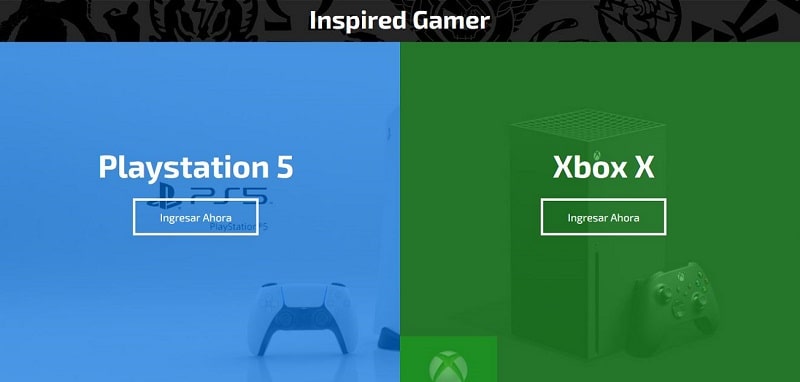 Inspired Gamer
Playstation 5
PS5.
Ingresar Ahora
PlayStation 5
Xbox X
Ingresar Ahora